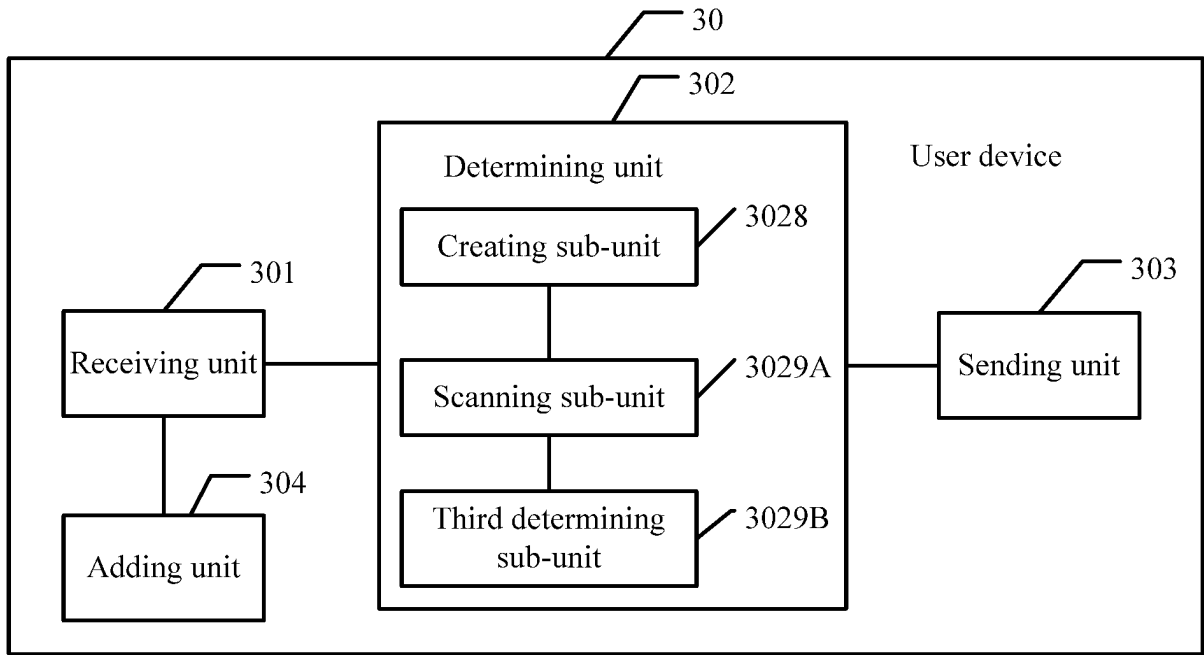 30
302
User device
Determining unit
3028
Creating sub-unit
301
303
Receiving unit
3029A
Scanning sub-unit
Sending unit
304
3029B
Third determining
sub-unit
Adding unit